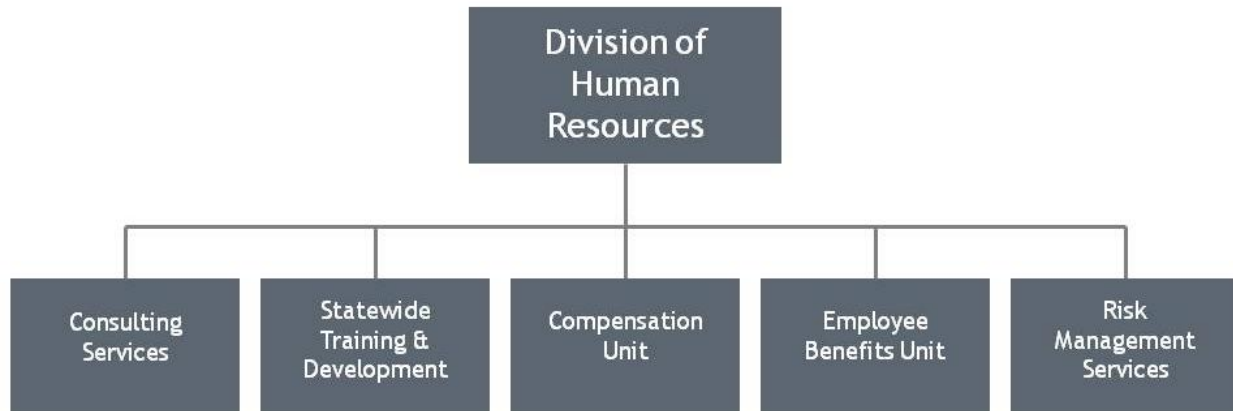 Division of
Human
Resources
Consulting
Services
Statewide
Training &
Development
Compensation
Unit
Employee
Benefits Unit
Risk
Management
Services